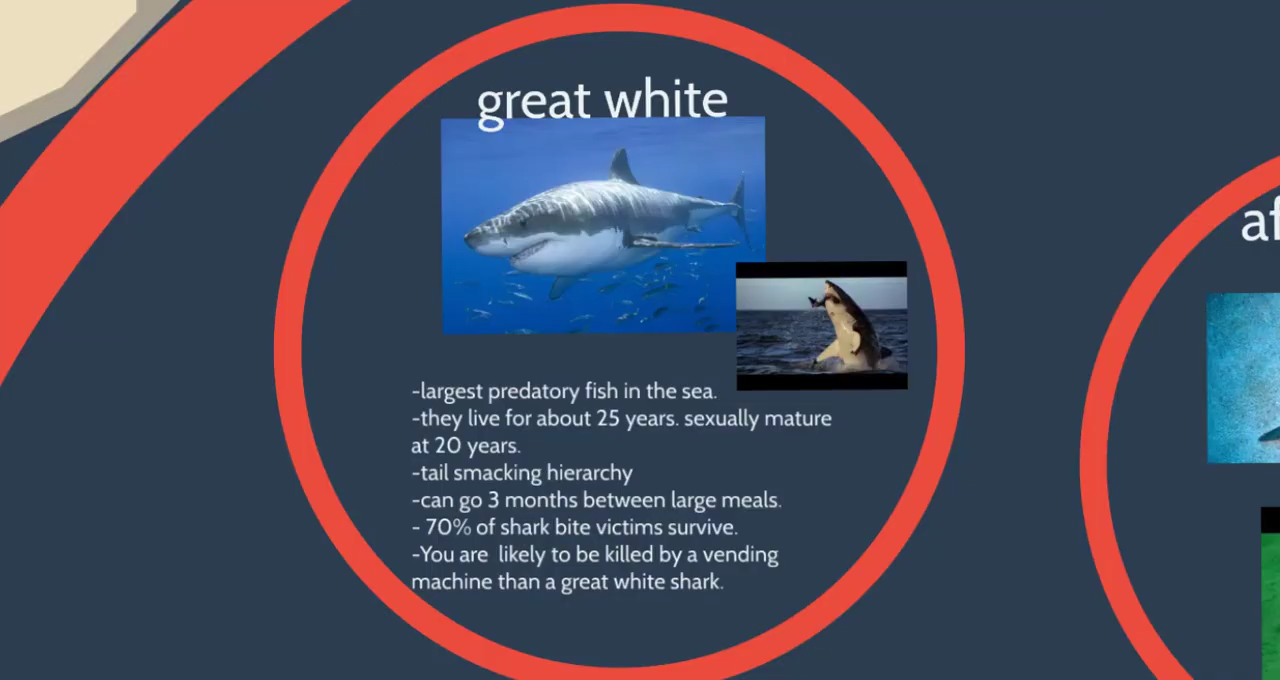 great white
-largest predatory fish in the sea.
-they live for about 25 years. sexually mature
at 20 years.
-tail smacking hierarchy
-can go 3 months between large meals.
- 70% of shark bite victims survive.
-You are  likely to be killed by a vending
machine than a great white shark.
af